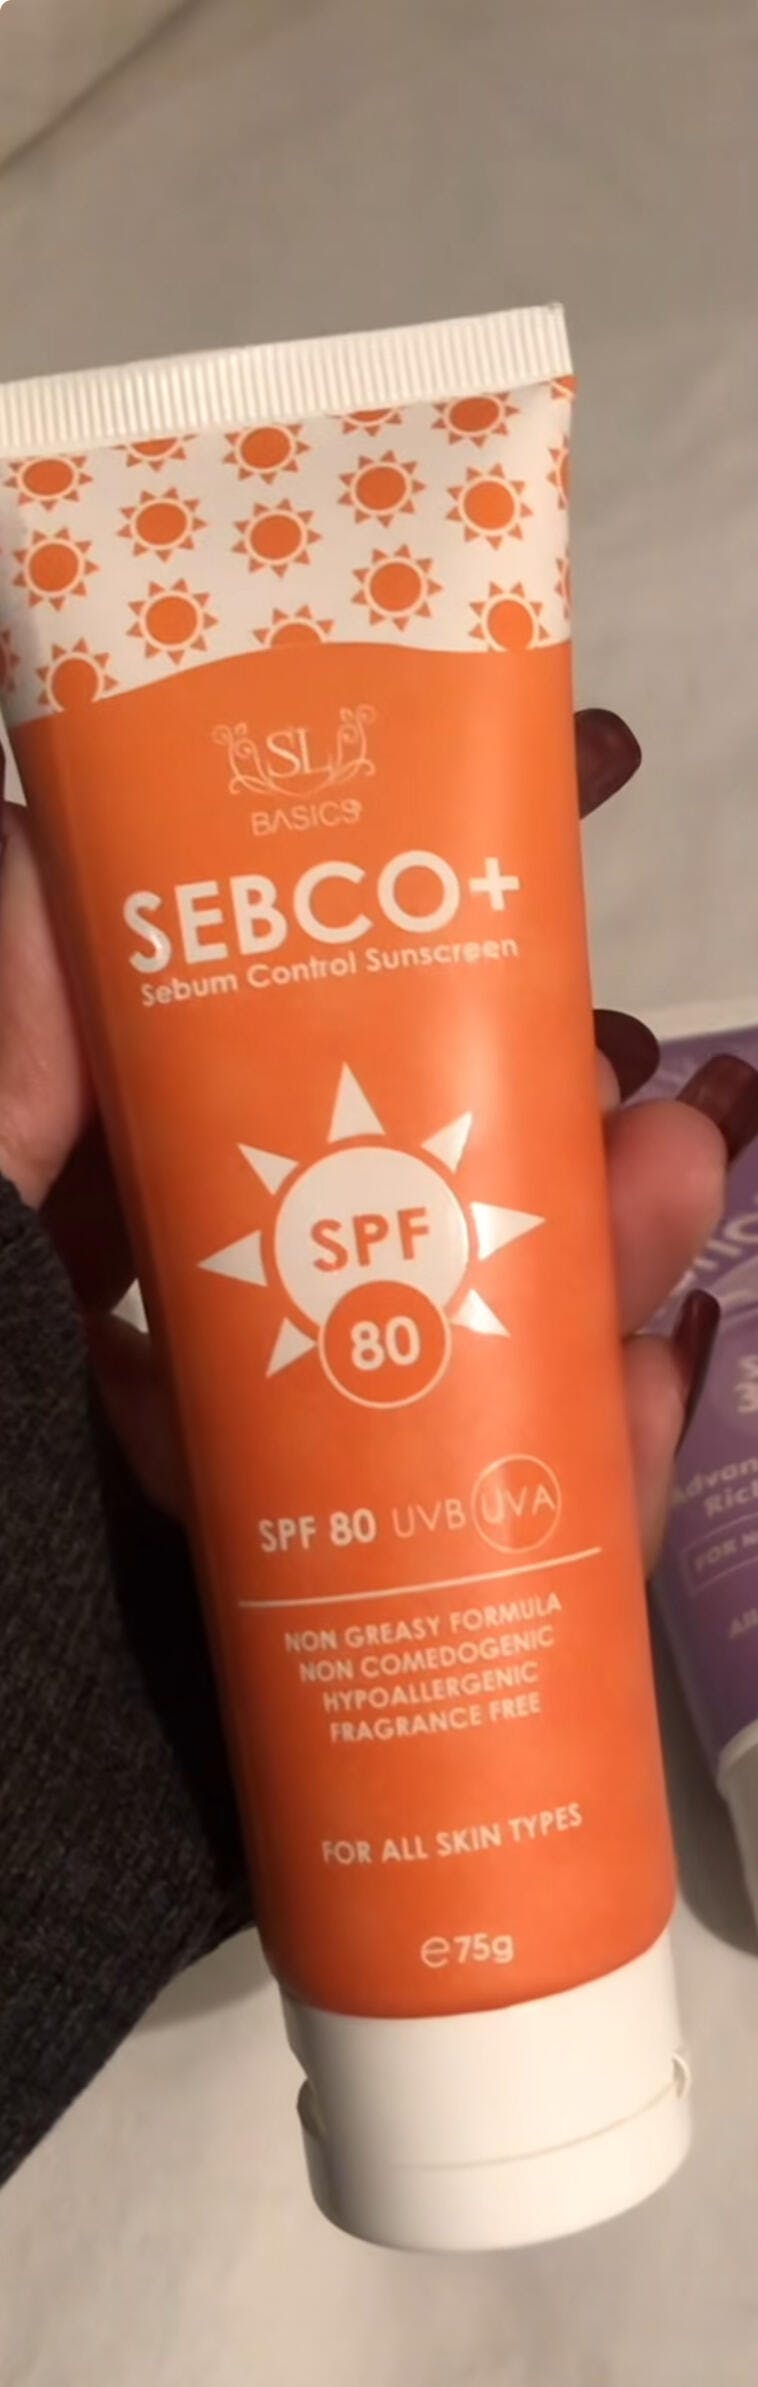 SL
BASICS
SEBCO+
Sebum Control Sunscreen
SPF
80
SPF 80 UVB UVA
NON GREASY FORMULA
NON COMEDOGENIC
HYPOALLERGENIC
FRAGRANCE FREE
FOR ALL SKIN TYPES
℮75g